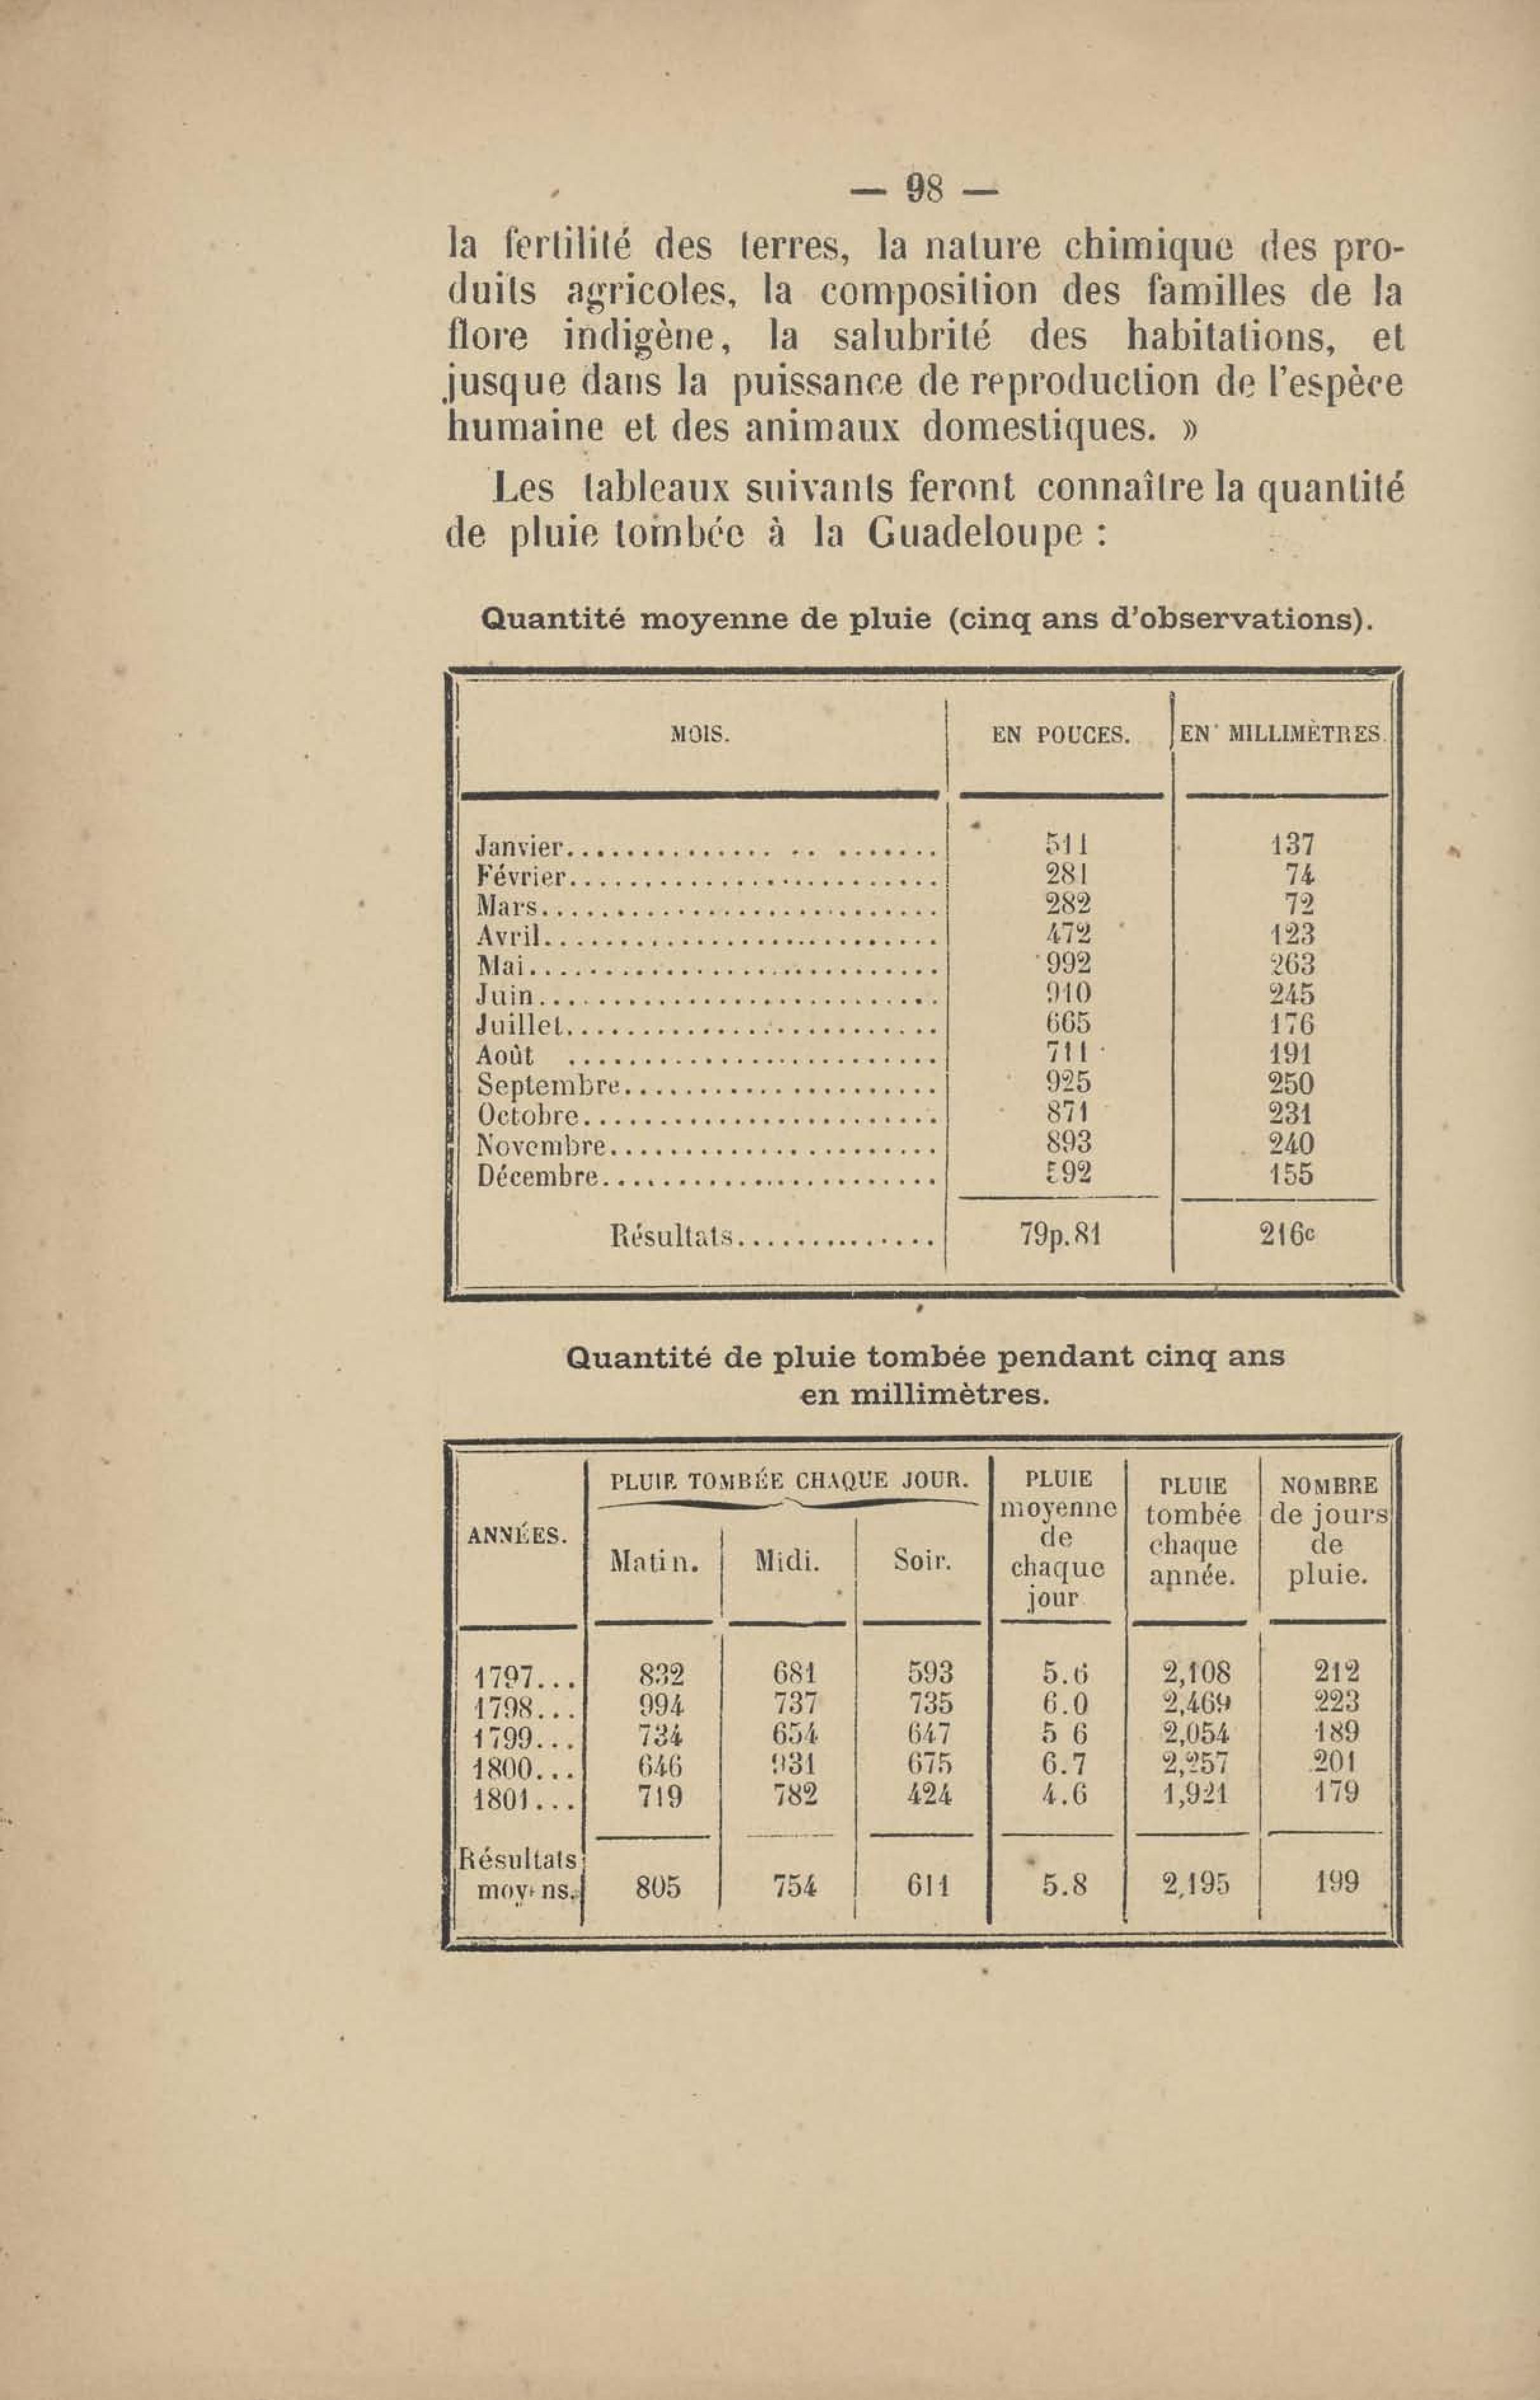 — 98 —
la fertilité des terres, la nature chimique des pro-
duits agricoles, la composition des familles de la
flore indigène, la salubrité des habitations, et
jusque dans la puissance de reproduction de l'espèce
humaine et des animaux domestiques. »
Les tableaux suivants feront connaître la quantité
de pluie tombée à la Guadeloupe :
Quantité moyenne de pluie (cinq ans d'observations).
MOIS. EN POUCES. EN MILLIMÈTRES.
Janvier.......... 511 137
Février.......... 281 74
Mars.......... 282 72
Avril.......... 472 123
Mai.......... 992 263
Juin.......... 910 245
Juillet.......... 665 176
Août .......... 711 191
Septembre.......... 925 250
Octobre.......... 871 231
Novembre.......... 893 240
Décembre.......... 592 155
Résultats.......... 79p.81 216c
Quantité de pluie tombée pendant cinq ans
en millimètres.
ANNÉES. PLUIE TOMBÉE CHAQUE JOUR. PLUIE moyenne de chaque jour PLUIE tombée chaque année. NOMBRE de jours de pluie.
Matin. Midi. Soir.
1797... 832 681 593 5.6 2,108 212
1798... 994 737 735 6.0 2,469 223
1799... 734 654 647 5 6 2,054 189
1800... 646 931 675 6.7 2,257 201
1801... 719 782 424 4.6 1,921 179
Résultats
moyens. 805 754 611 5.8 2,195 199